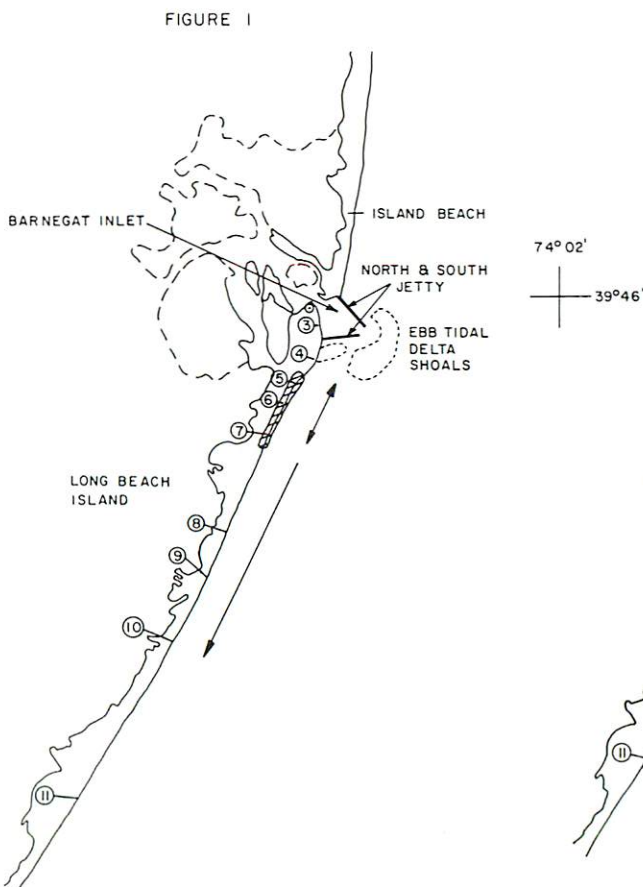 FIGURE 1
BARNEGAT INLET
ISLAND BEACH
NORTH & SOUTH
JETTY
74° 02'
39° 46'
EBB TIDAL
DELTA
SHOALS
3
4
5
6
7
LONG BEACH
ISLAND
8
9
10
11
11